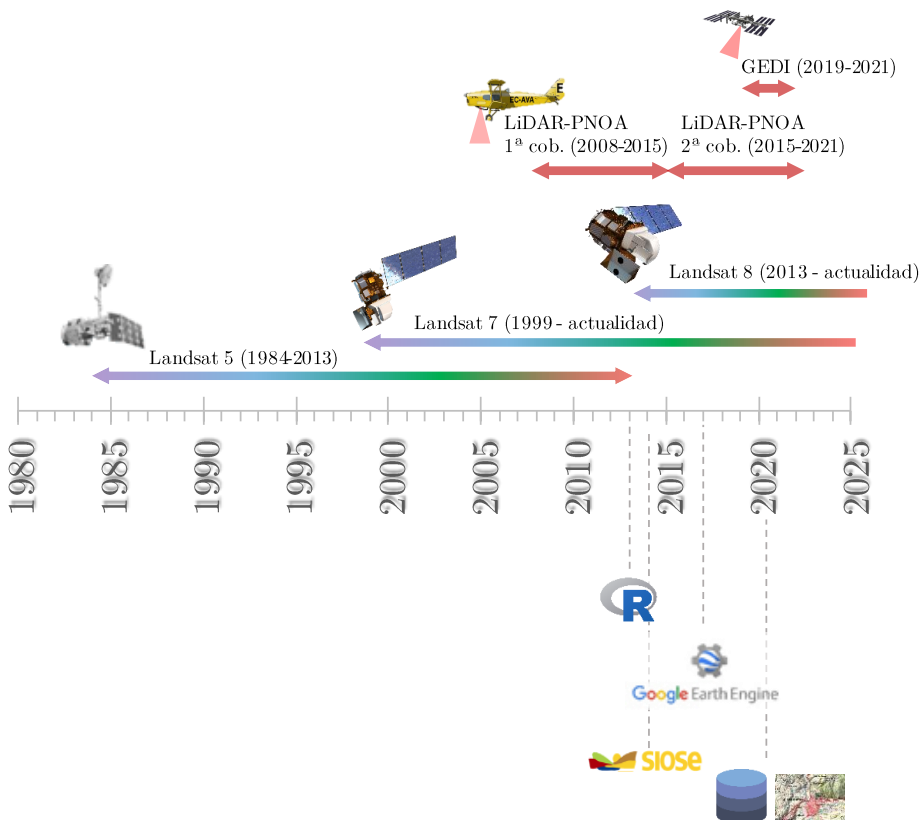 GEDI (2019-2021)
E
EC-AVA
LiDAR-PNOA
1ª cob. (2008-2015)
LiDAR-PNOA
2ª cob. (2015-2021)
Landsat 8 (2013 - actualidad)
Landsat 7 (1999 - actualidad)
Landsat 5 (1984-2013)
1980
1985
1990
1995
2000
2005
2010
2015
2020
2025
R
Google Earth Engine
SIOSE